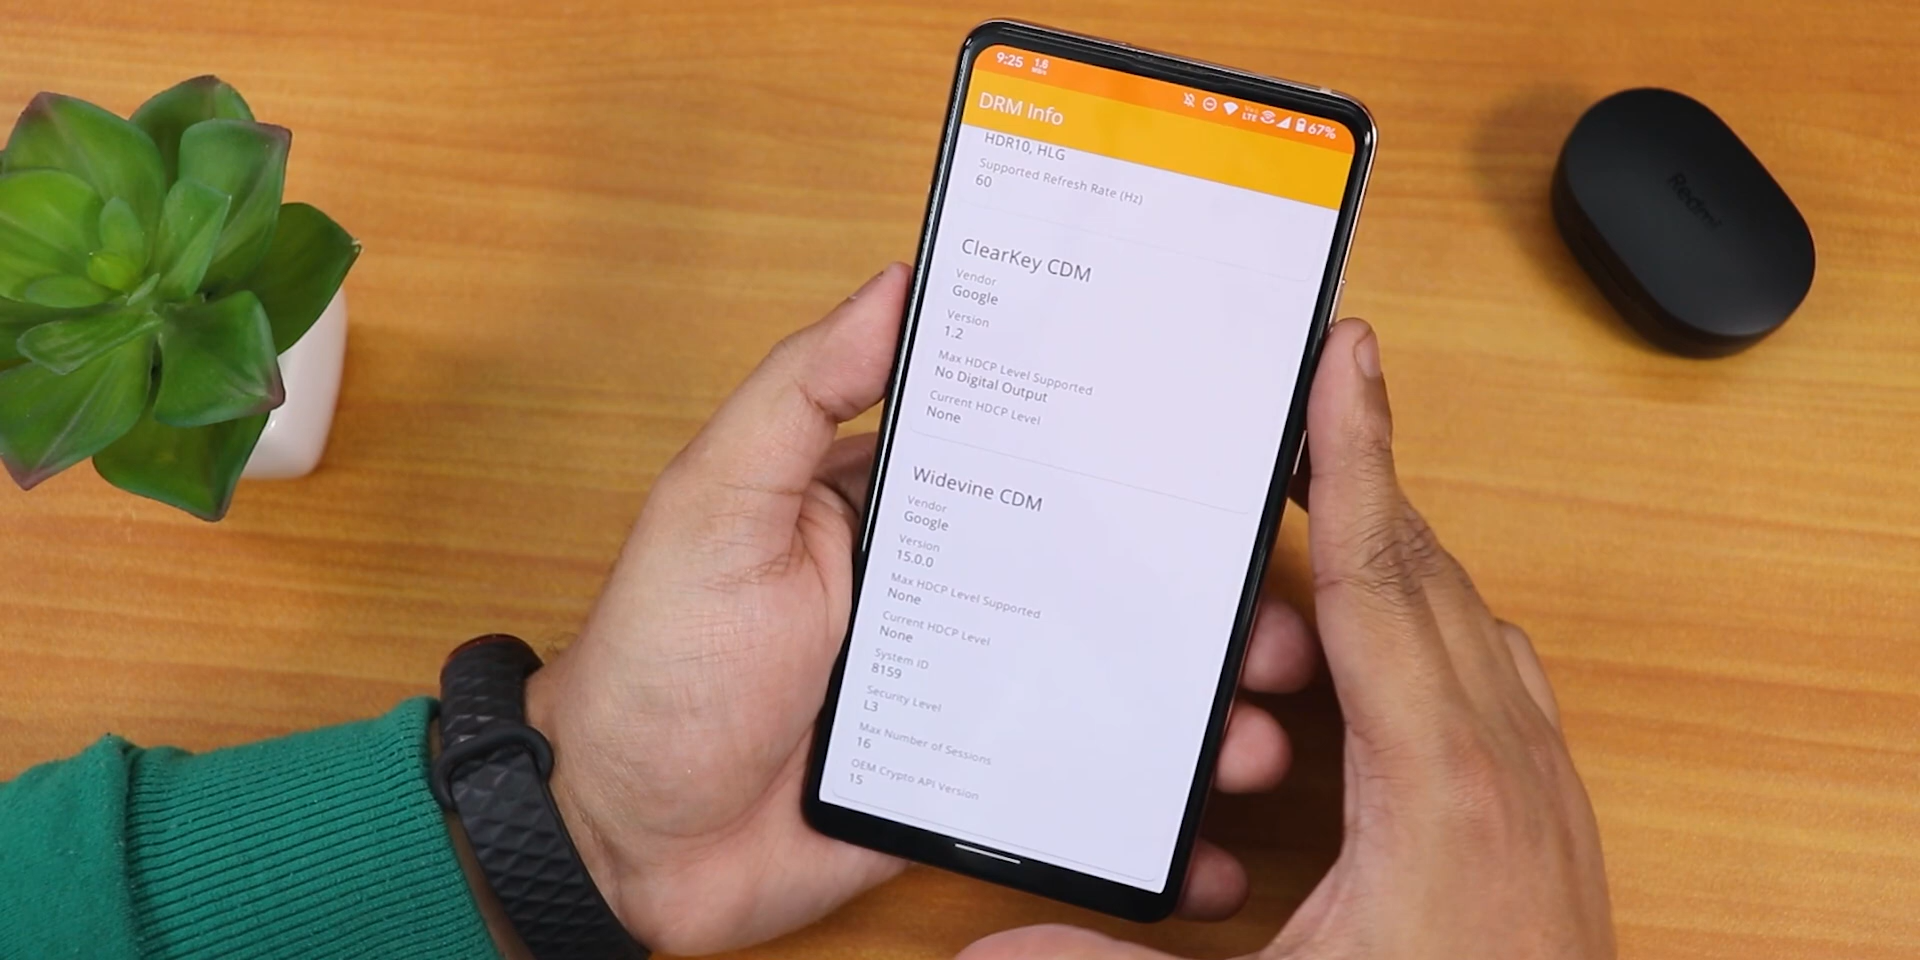 9:25 1.8
67%
LTE
DRM Info
HDR10, HLG
Supported Refresh Rate (Hz)
60
ClearKey CDM
Vendor
Google
Version
1.2
Max HDCP Level Supported
No Digital Output
Current HDCP Level
None
Widevine CDM
Vendor
Google
Version
15.0.0
Max HDCP Level Supported
None
Current HDCP Level
None
System ID
8159
Security Level
L3
Max Number of Sessions
16
OEM Crypto API Version
15
Redmi